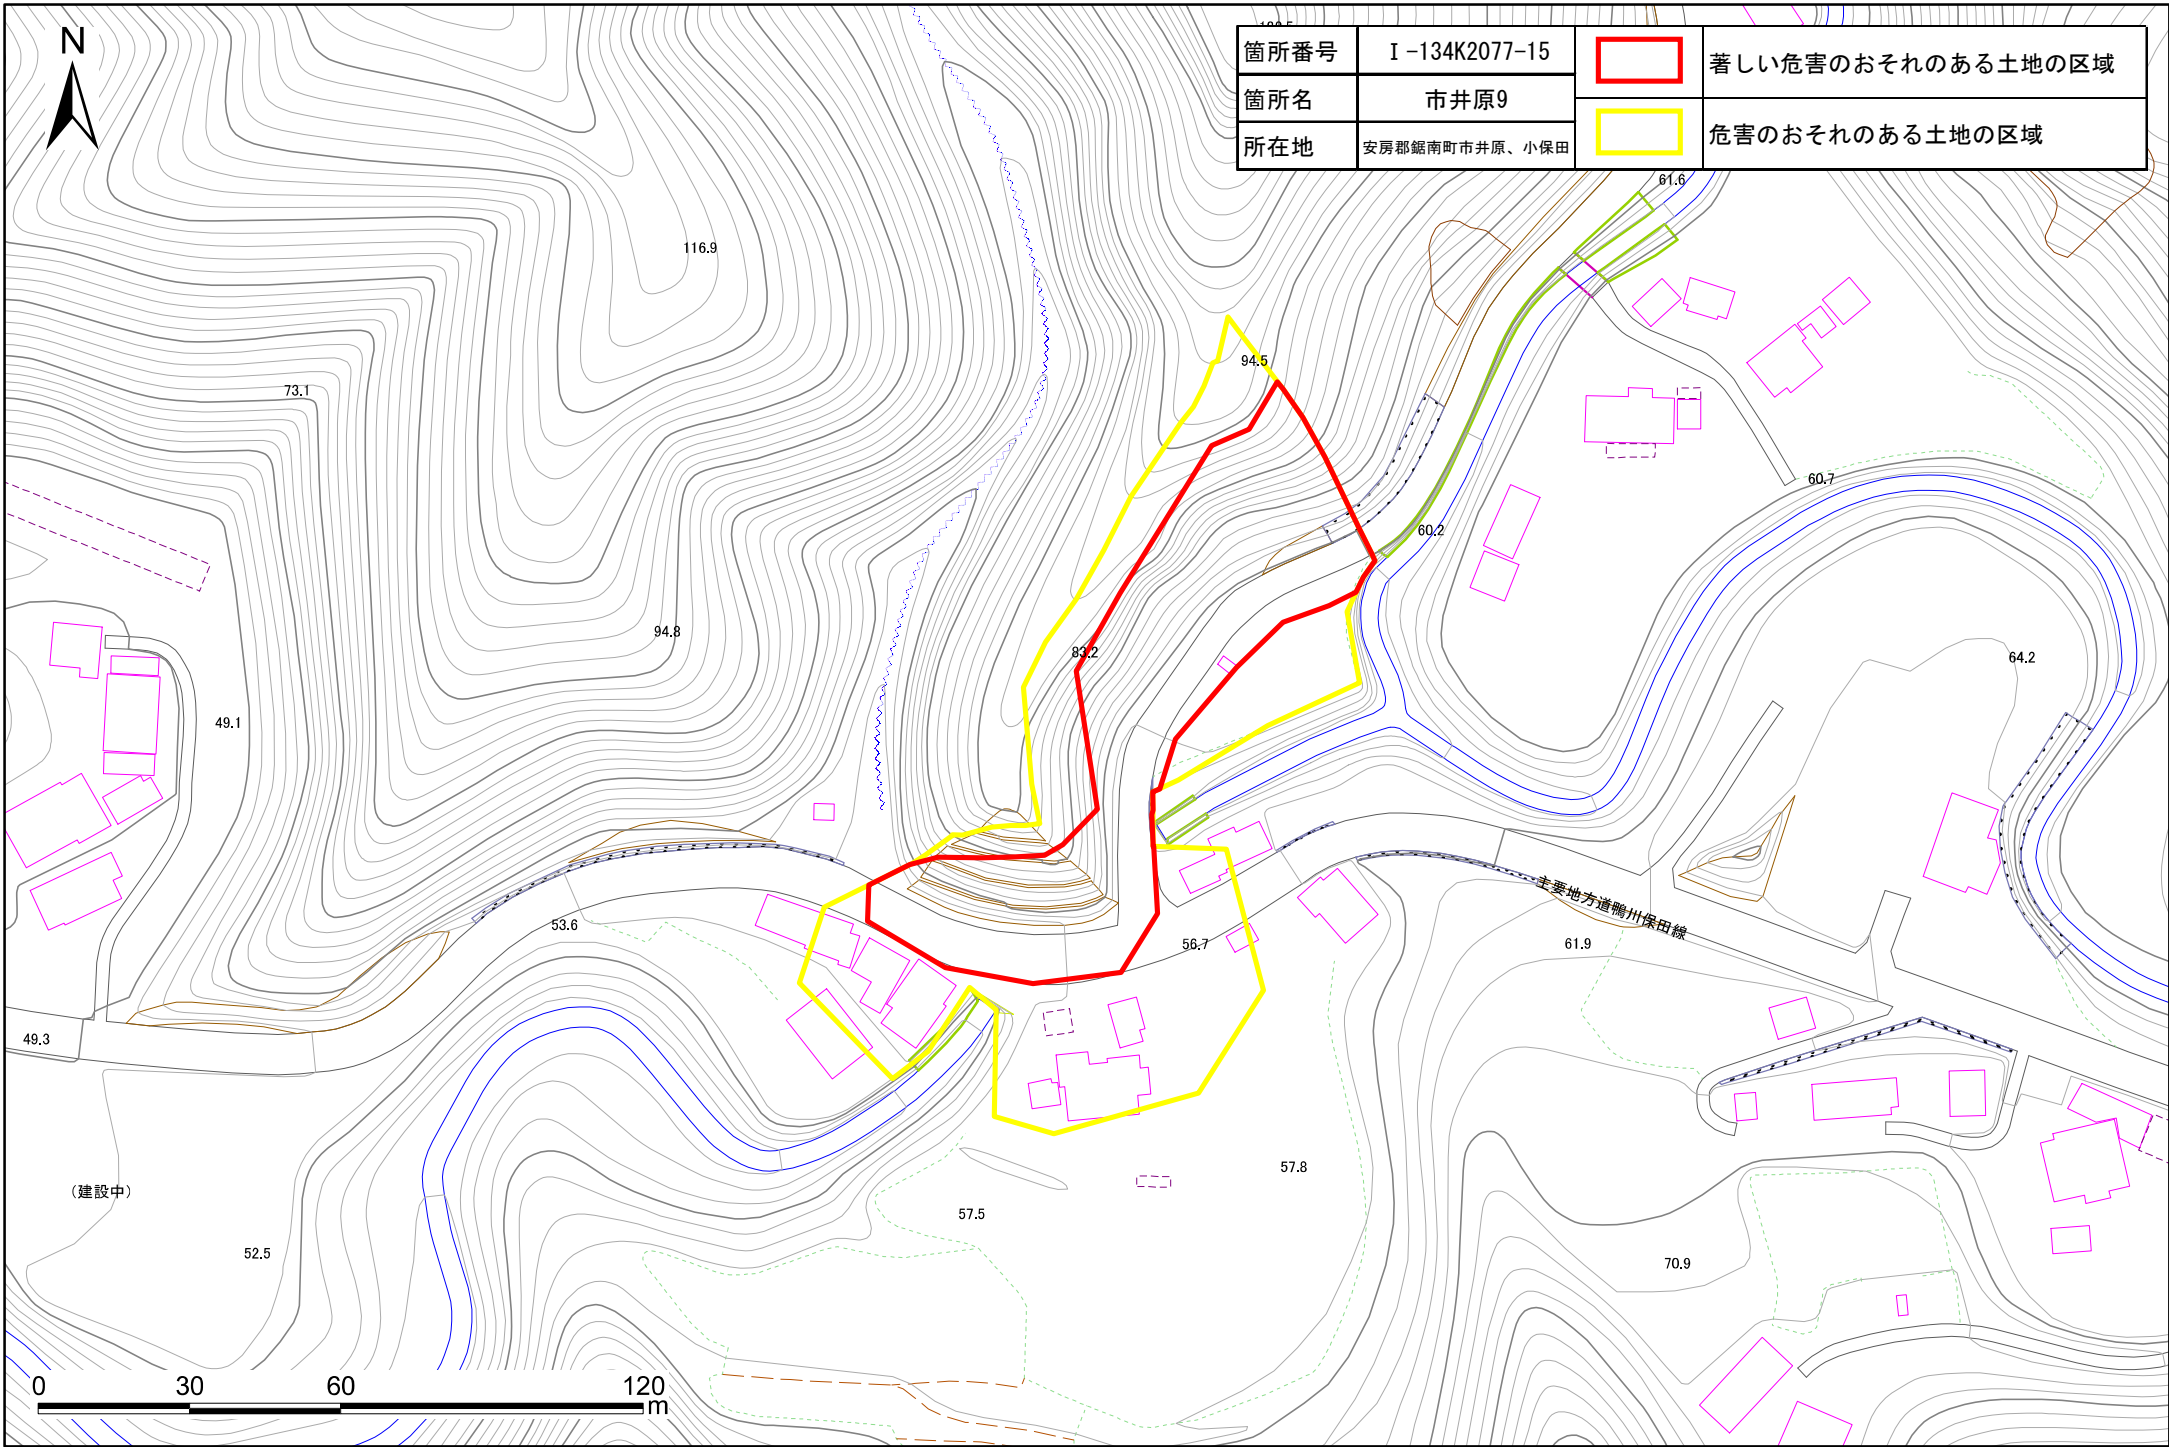 N
箇所番号 Ⅰ-134K2077-15
箇所名 市井原9
所在地 安房郡鋸南町市井原、小保田
著しい危害のおそれのある土地の区域
危害のおそれのある土地の区域
61.6
116.9
94.5
73.1
60.7
60.2
94.8
83.2
64.2
49.1
主要地方道鴨川保田線
53.6
56.7
61.9
49.3
57.8
(建設中)
57.5
52.5
70.9
0 30 60 120
m